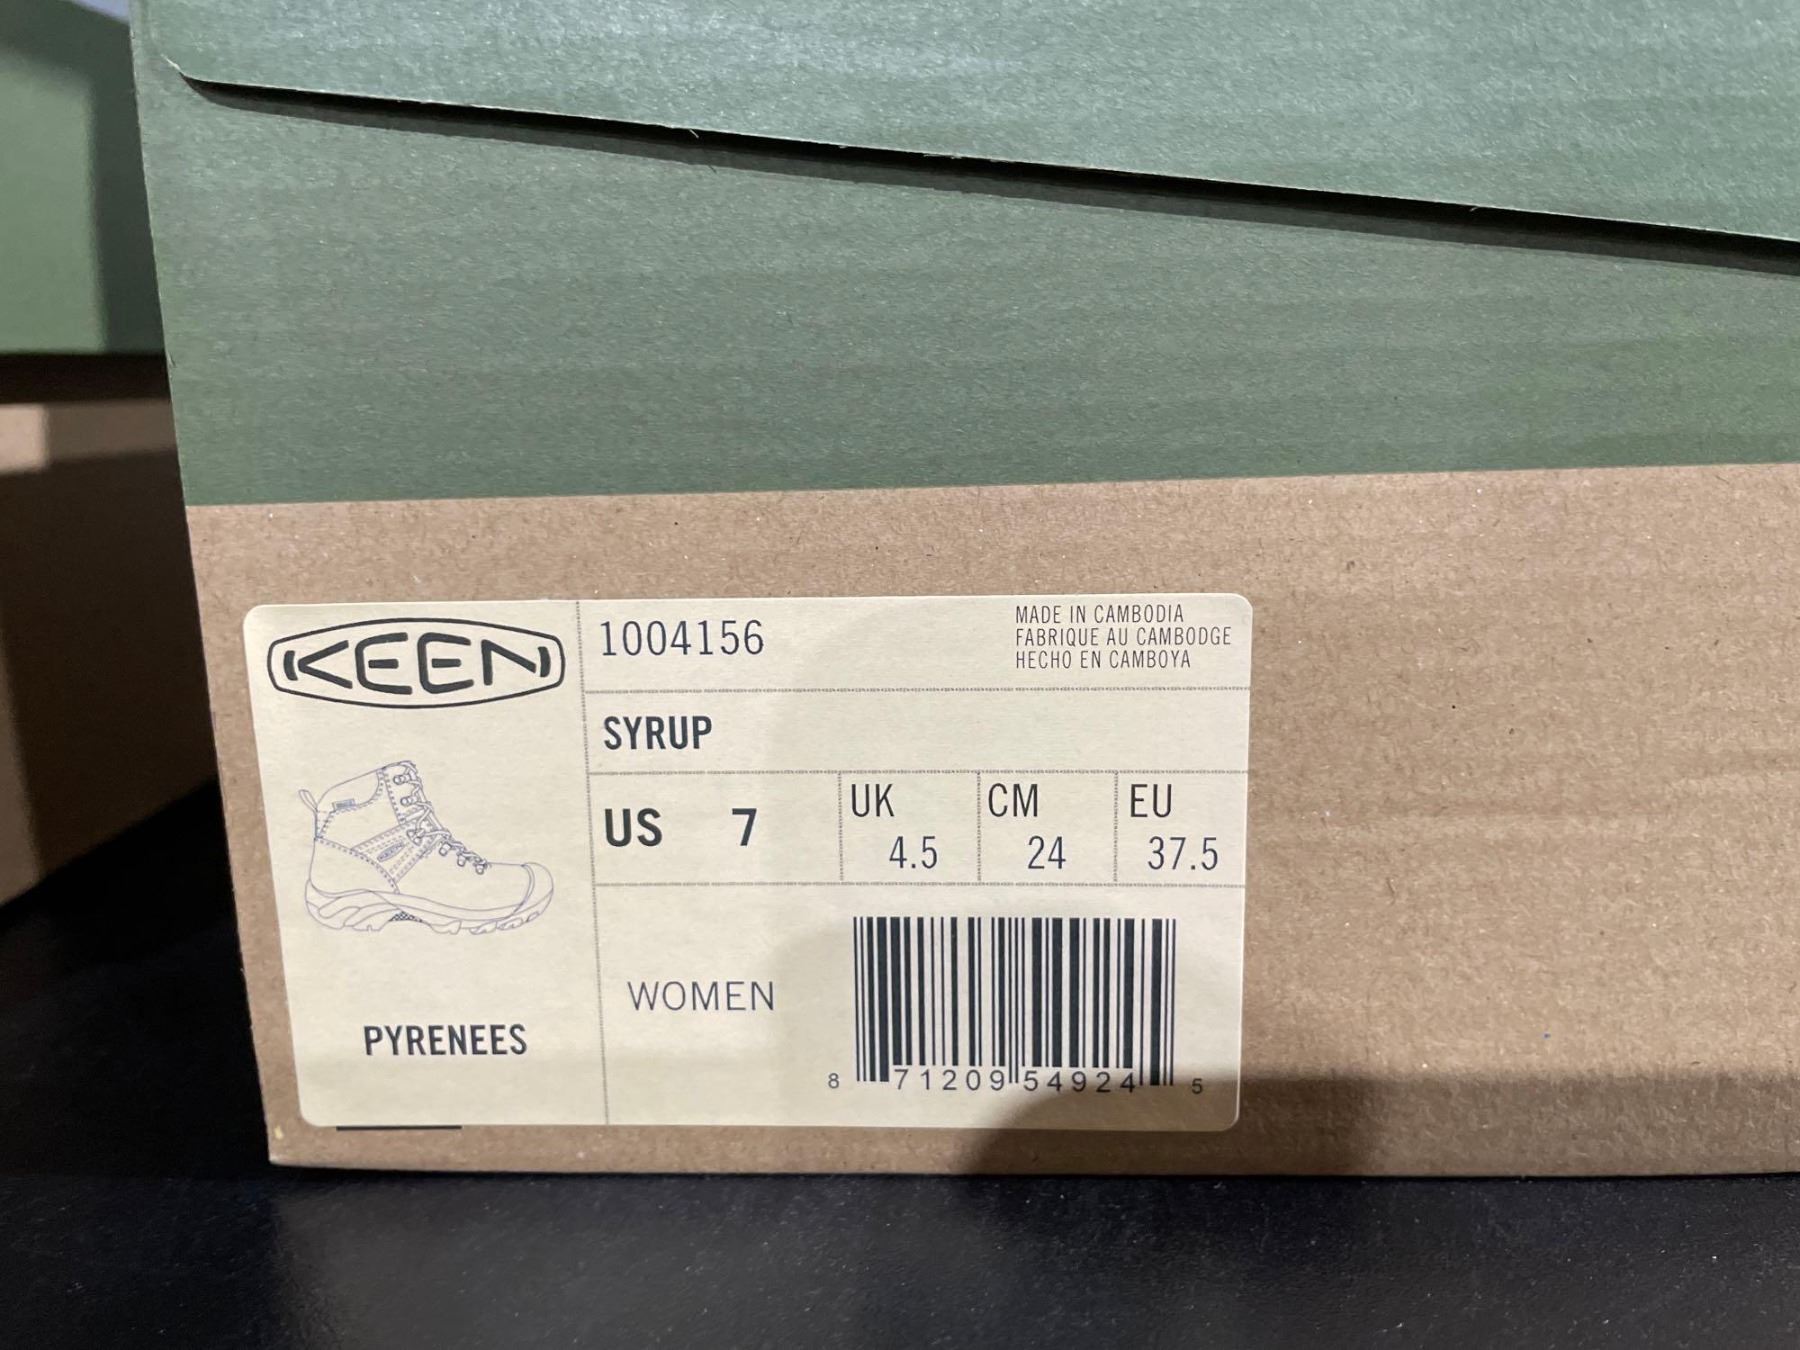 KEEN
1004156
MADE IN CAMBODIA
FABRIQUE AU CAMBODGE
HECHO EN CAMBOYA
SYRUP
US 7
UK
4.5
CM
24
EU
37.5
WOMEN
PYRENEES
8 71209 54924 5